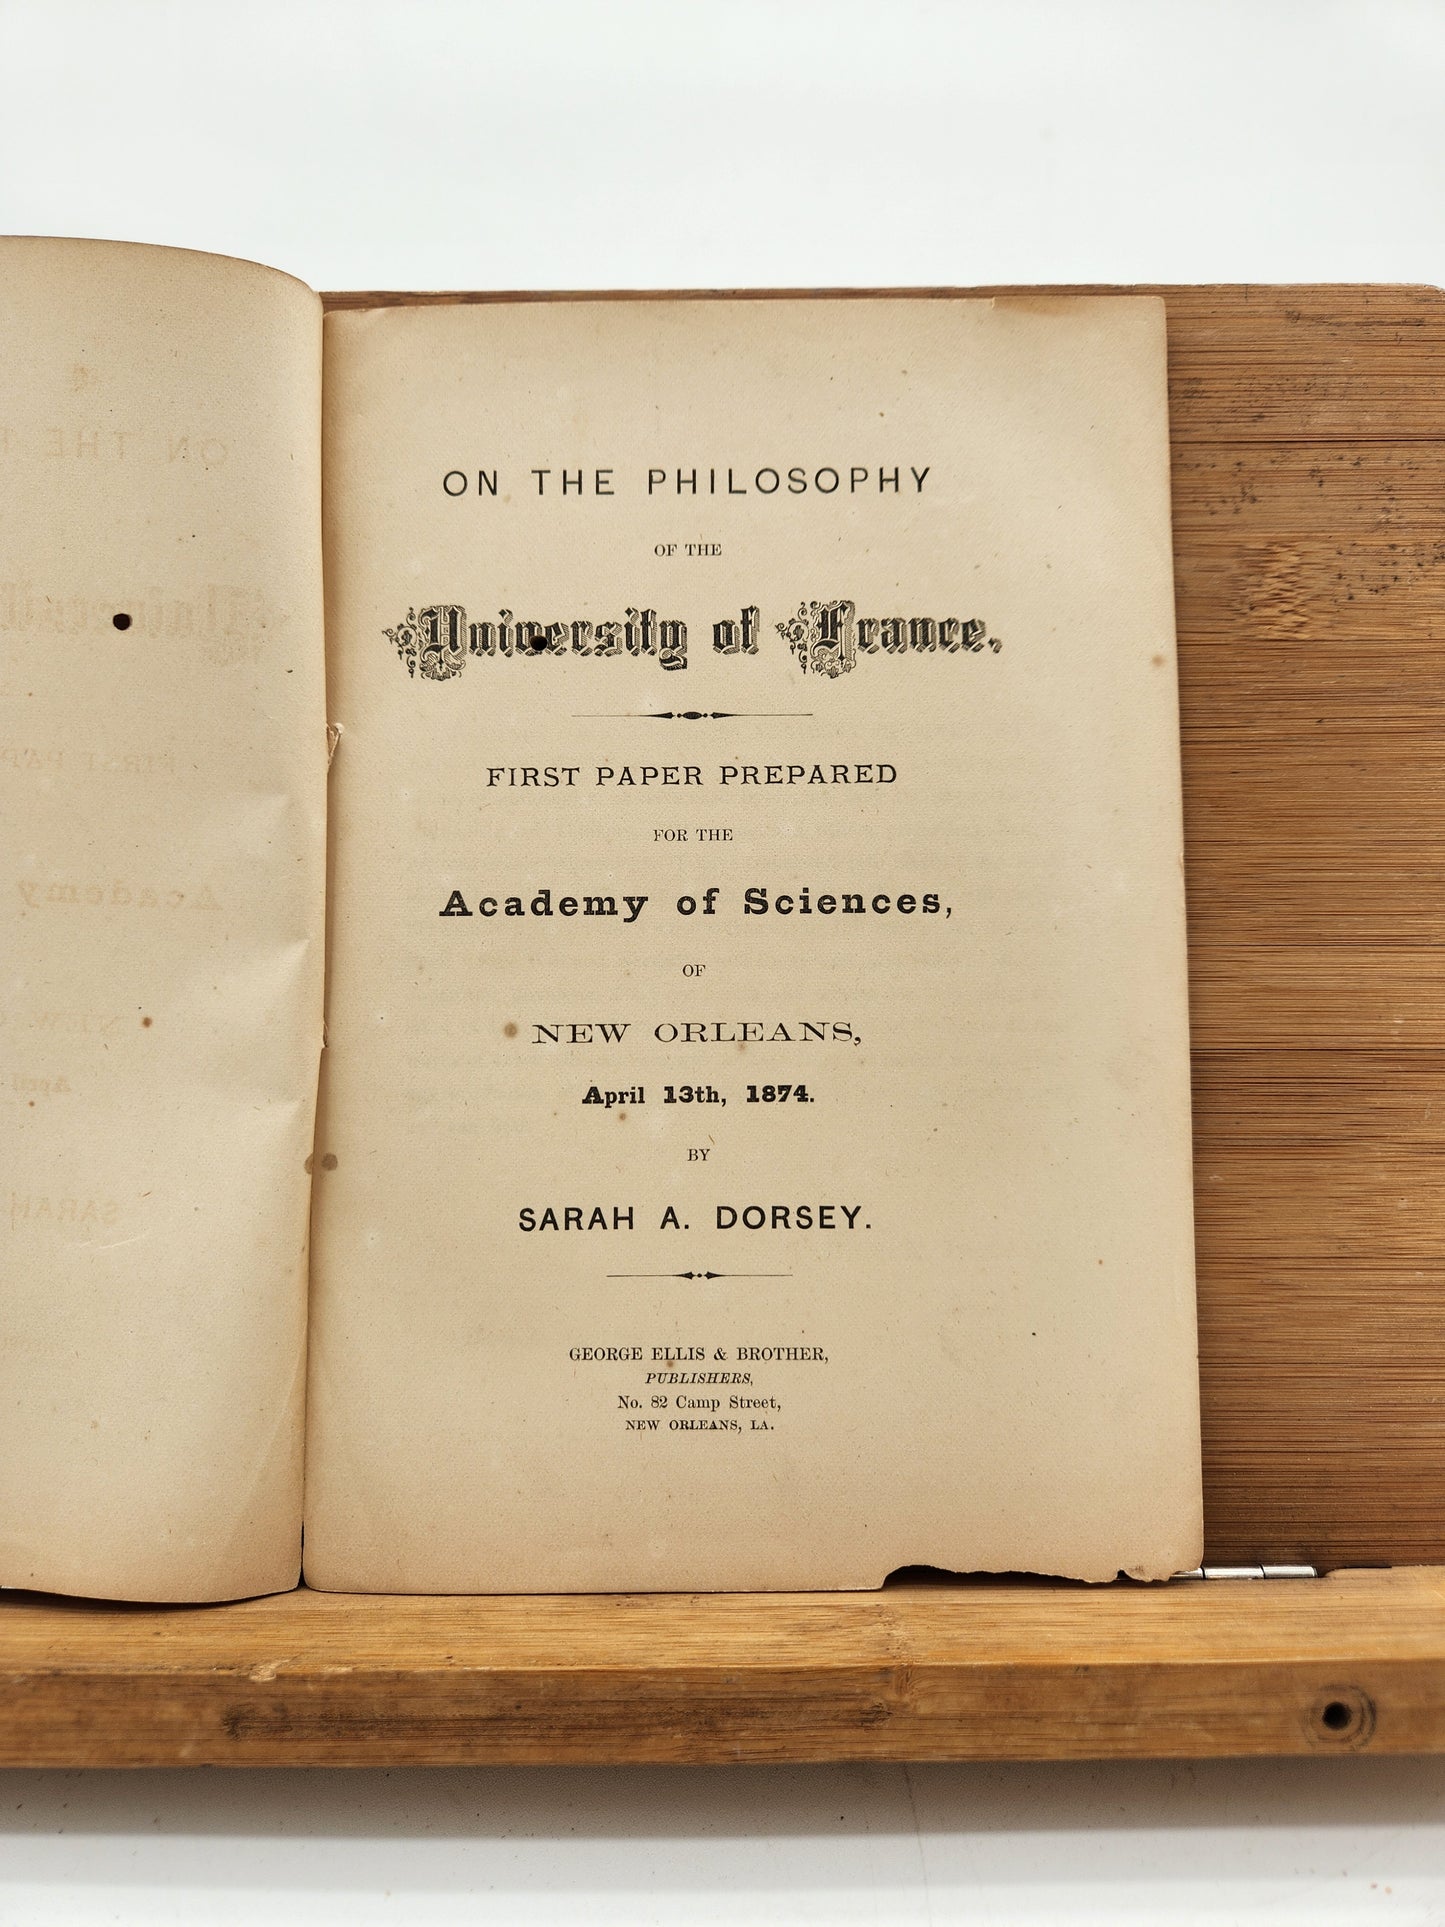 ON THE PHILOSOPHY
OF THE
University of France.
FIRST PAPER PREPARED
FOR THE
Academy of Sciences,
OF
NEW ORLEANS,
April 13th, 1874.
BY
SARAH A. DORSEY.
GEORGE ELLIS & BROTHER,
PUBLISHERS,
No. 82 Camp Street,
NEW ORLEANS, LA.